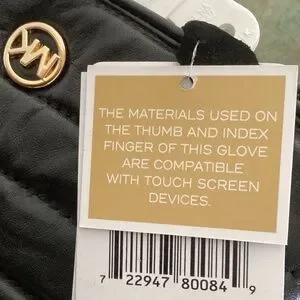 MK
THE MATERIALS USED ON
THE THUMB AND INDEX
FINGER OF THIS GLOVE
ARE COMPATIBLE
WITH TOUCH SCREEN
DEVICES.
7 22947 80084 9